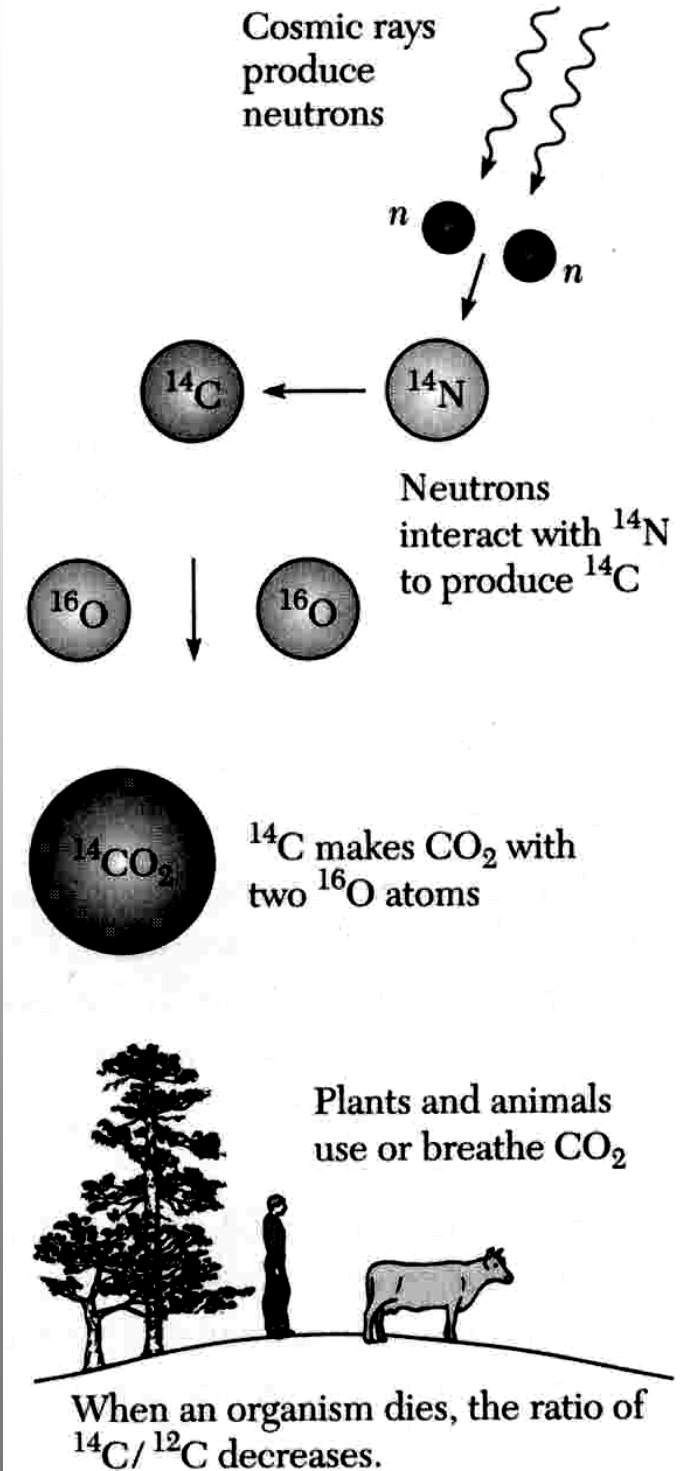 Cosmic rays
produce
neutrons
n
n
¹⁴C
¹⁴N
Neutrons
interact with ¹⁴N
to produce ¹⁴C
¹⁶O
¹⁶O
¹⁴CO₂
¹⁴C makes CO₂ with
two ¹⁶O atoms
Plants and animals
use or breathe CO₂
When an organism dies, the ratio of
¹⁴C/ ¹²C decreases.